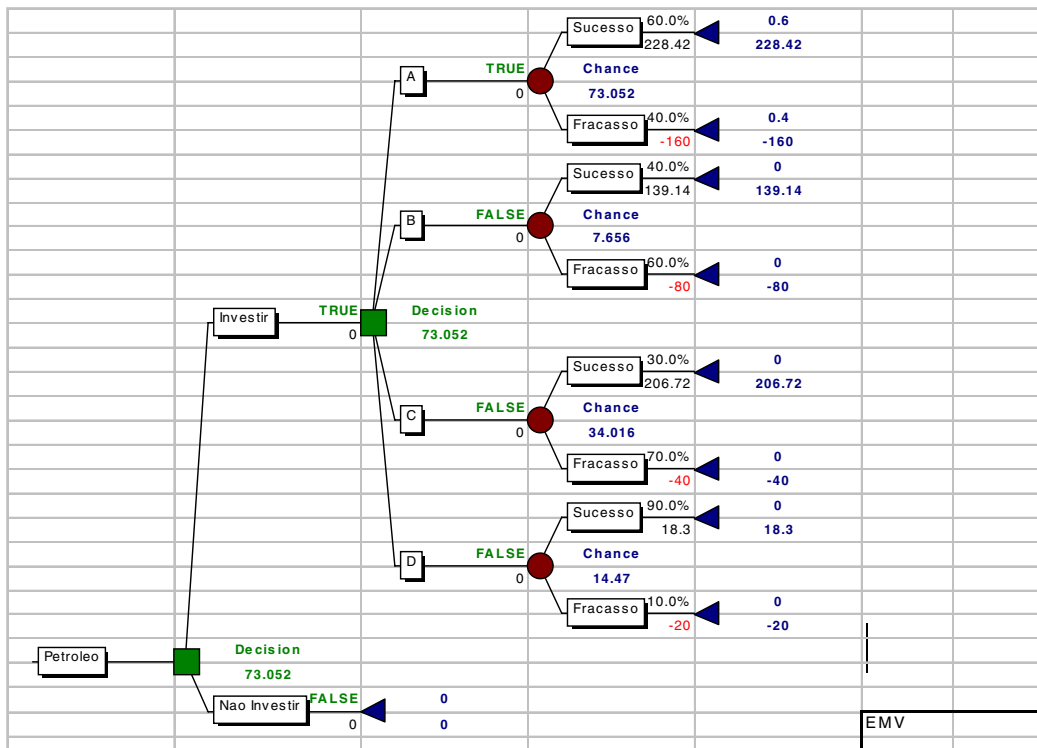 Sucesso 60.0% 0.6
228.42 228.42
A TRUE Chance
0 73.052
Fracasso 40.0% 0.4
-160 -160
Sucesso 40.0% 0
139.14 139.14
B FALSE Chance
0 7.656
Fracasso 60.0% 0
-80 -80
Investir TRUE Decision
0 73.052
Sucesso 30.0% 0
206.72 206.72
C FALSE Chance
0 34.016
Fracasso 70.0% 0
-40 -40
Sucesso 90.0% 0
18.3 18.3
D FALSE Chance
0 14.47
Fracasso 10.0% 0
-20 -20
Petroleo Decision
73.052
Nao Investir FALSE 0
0 0
EMV